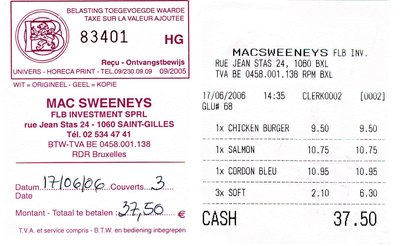 BELASTING TOEGEVOEGDE WAARDE
TAXE SUR LA VALEUR AJOUTEE
83401 HG
Reçu - Ontvangstbewijs
UNIVERS - HORECA PRINT - TEL.09/230.09.09 09/2005
WIT = ORIGINEEL - GEEL = KOPIE
MAC SWEENEYS
FLB INVESTMENT SPRL
rue Jean Stas 24 - 1060 SAINT-GILLES
Tél. 02 534 47 41
BTW-TVA BE 0458.001.138
RDR Bruxelles
Datum 17/06/06 Couverts 3
Date
Montant - Totaal te betalen : 37,50 €
T.V.A. et service compris - B.T.W. en bediening inbegrepen
MACSWEENEYS FLB INV.
RUE JEAN STAS 24, 1060 BXL
TVA BE 0458.001.138 RPM BXL
17/06/2006 14:35 CLERK0002 [0002]
GLU# 68
1x CHICKEN BURGER 9.50 9.50
1x SALMON 10.75 10.75
1x CORDON BLEU 10.95 10.95
3x SOFT 2.10 6.30
CASH 37.50